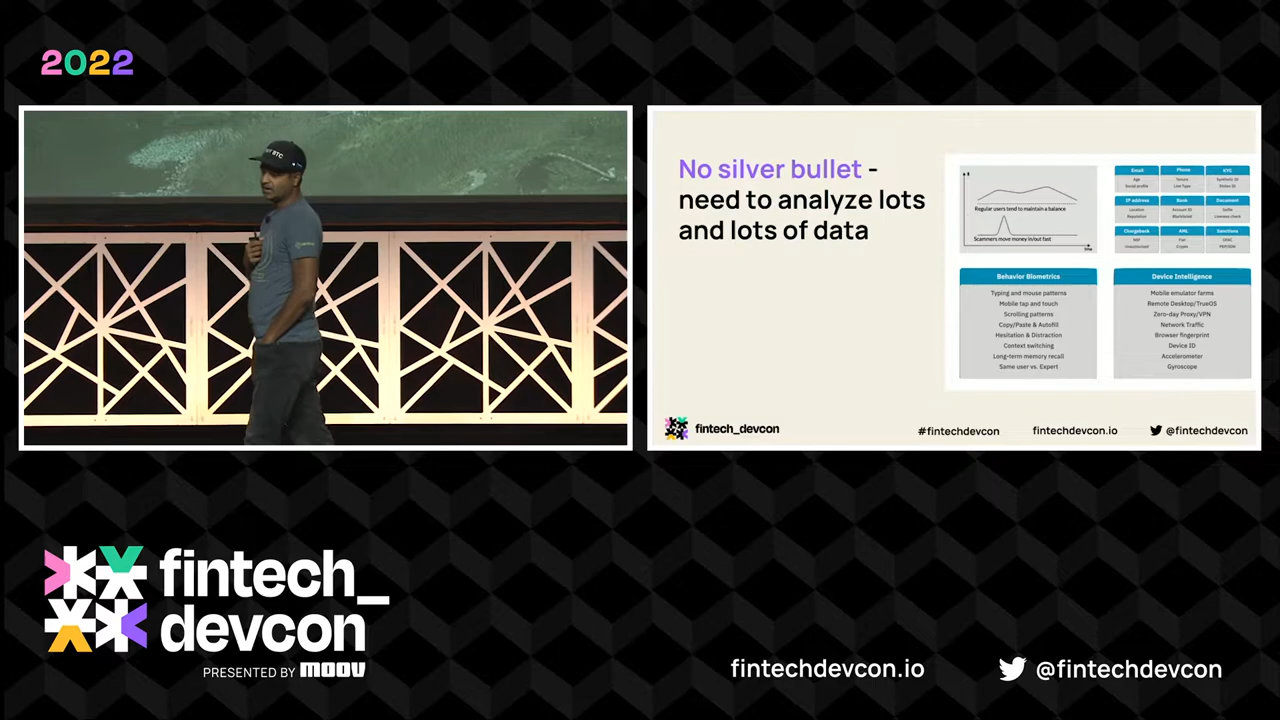 2022
BTC
No silver bullet -
need to analyze lots
and lots of data
Regular users tend to maintain a balance
Scammers move money in/out fast
time
Email
Age
Social profile
Phone
Tenure
Line Type
KYC
Synthetic ID
Stolen ID
IP address
Location
Reputation
Bank
Account ID
Blacklisted
Document
Selfie
Liveness check
Chargeback
NSF
Unauthorized
AML
Fiat
Crypto
Sanctions
OFAC
PEP/SDN
Behavior Biometrics
Typing and mouse patterns
Mobile tap and touch
Scrolling patterns
Copy/Paste & Autofill
Hesitation & Distraction
Context switching
Long-term memory recall
Same user vs. Expert
Device Intelligence
Mobile emulator farms
Remote Desktop/TrueOS
Zero-day Proxy/VPN
Network Traffic
Browser fingerprint
Device ID
Accelerometer
Gyroscope
fintech_devcon
#fintechdevcon
fintechdevcon.io
@fintechdevcon
fintech_
devcon
PRESENTED BY MOOV
fintechdevcon.io
@fintechdevcon